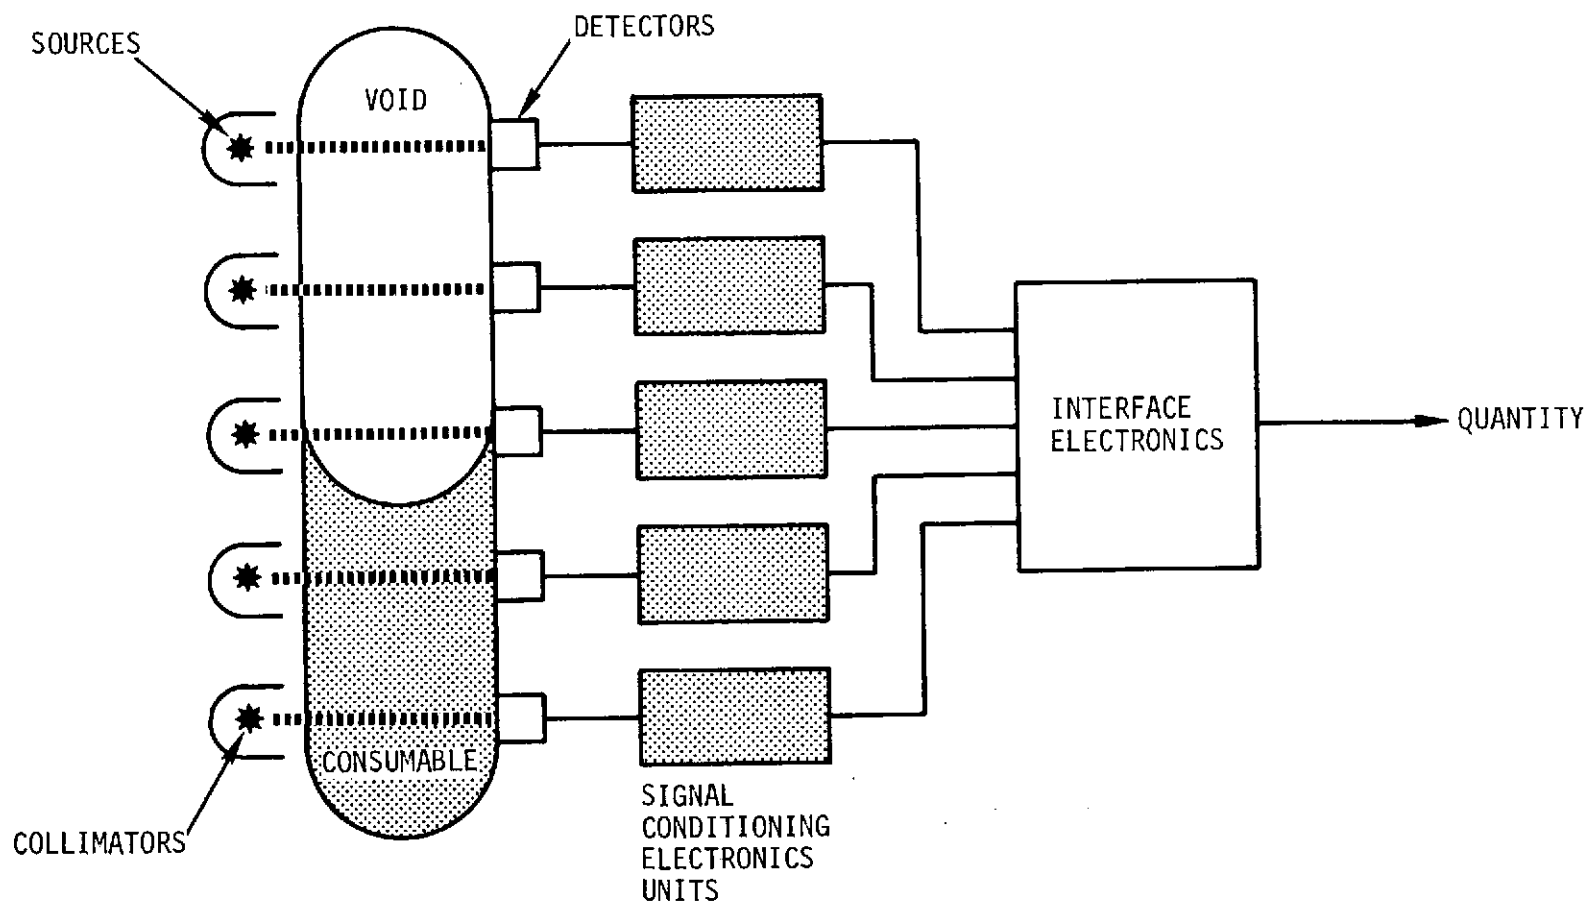 SOURCES
DETECTORS
VOID
INTERFACE
ELECTRONICS
QUANTITY
CONSUMABLE
COLLIMATORS
SIGNAL
CONDITIONING
ELECTRONICS
UNITS